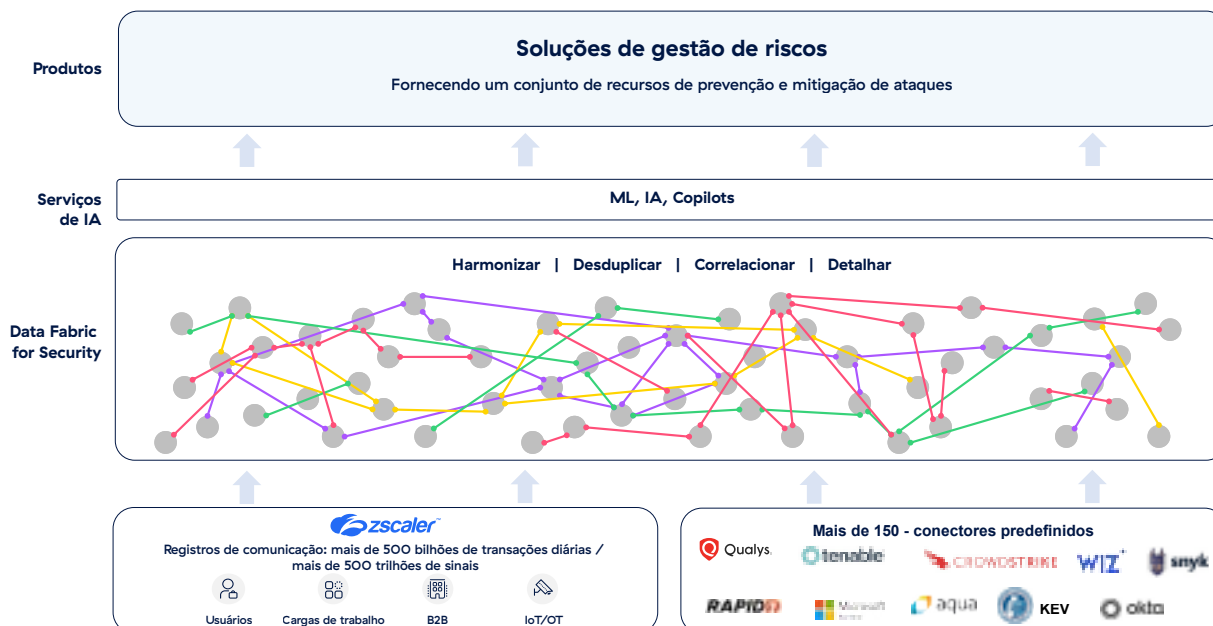 Produtos
Soluções de gestão de riscos
Fornecendo um conjunto de recursos de prevenção e mitigação de ataques
Serviços
de IA
ML, IA, Copilots
Data Fabric
for Security
Harmonizar | Desduplicar | Correlacionar | Detalhar
zscaler™
Registros de comunicação: mais de 500 bilhões de transações diárias /
mais de 500 trilhões de sinais
Usuários
Cargas de trabalho
B2B
IoT/OT
Mais de 150 - conectores predefinidos
Qualys.
tenable
CROWDSTRIKE
WIZ
snyk
RAPID7
Microsoft
aqua
KEV
okta